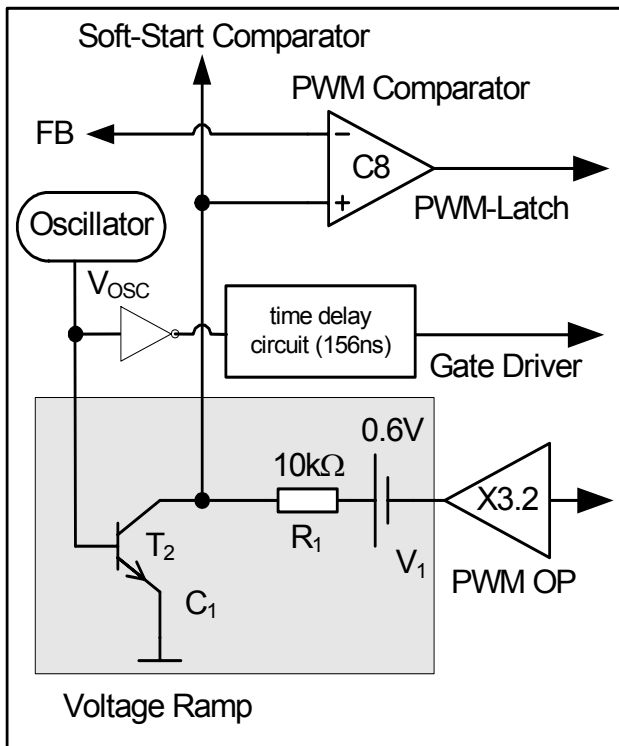 Soft-Start Comparator
PWM Comparator
FB
C8
PWM-Latch
Oscillator
VOSC
time delay
circuit (156ns)
Gate Driver
0.6V
10kΩ
X3.2
R1
T2
V1
PWM OP
C1
Voltage Ramp